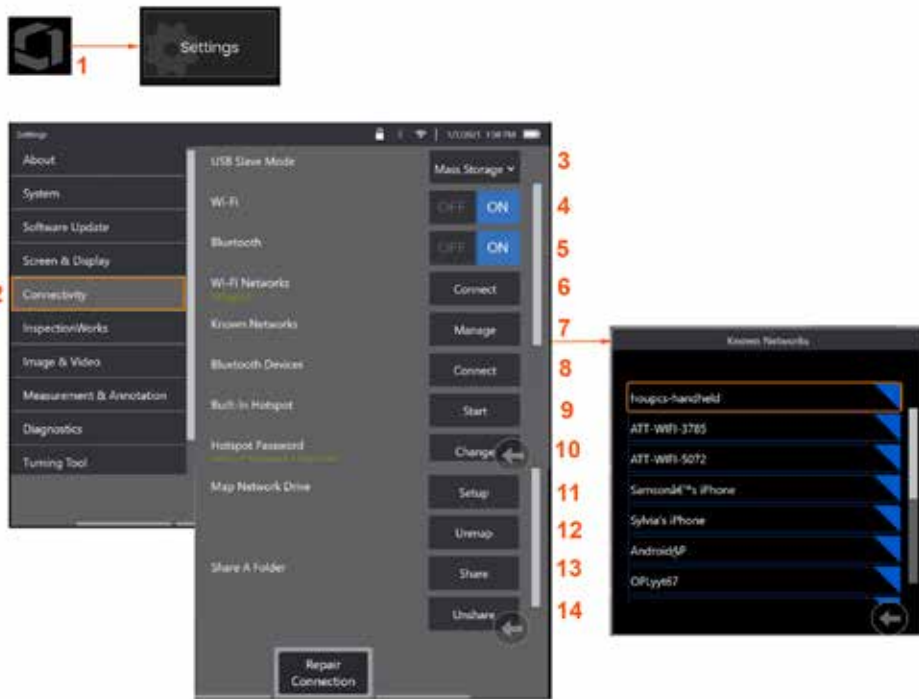 1
Settings
Settings
1:58 PM
About
System
Software Update
Screen & Display
2
Connectivity
InspectionWorks
Image & Video
Measurement & Annotation
Diagnostics
Turning Tool
USB Slave Mode
Mass Storage
3
Wi-Fi
OFF ON
4
Bluetooth
OFF ON
5
Wi-Fi Networks
Connect
6
Known Networks
Manage
7
Bluetooth Devices
Connect
8
Built-In Hotspot
Start
9
Hotspot Password
Change
10
Map Network Drive
Setup
11
Unmap
12
Share A Folder
Share
13
Unshare
14
Repair
Connection
Known Networks
houpcs-handheld
ATT-WIFI-3785
ATT-WIFI-5072
Samsonâ€™s iPhone
Sylvia's iPhone
AndroidAP
OPLyyt67